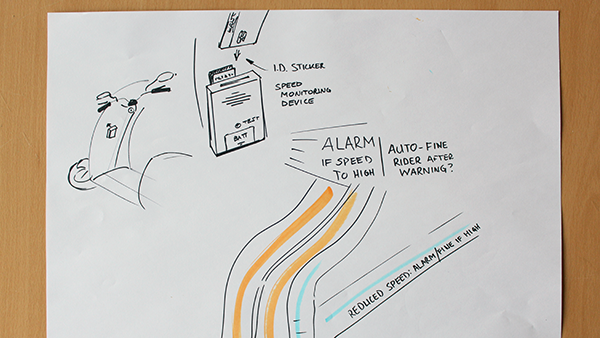 I.D. STICKER
SPEED
MONITORING
DEVICE
TEST
BATT
ALARM
IF SPEED
TO HIGH
AUTO-FINE
RIDER AFTER
WARNING?
REDUCED SPEED: ALARM/FINE IF HIGH